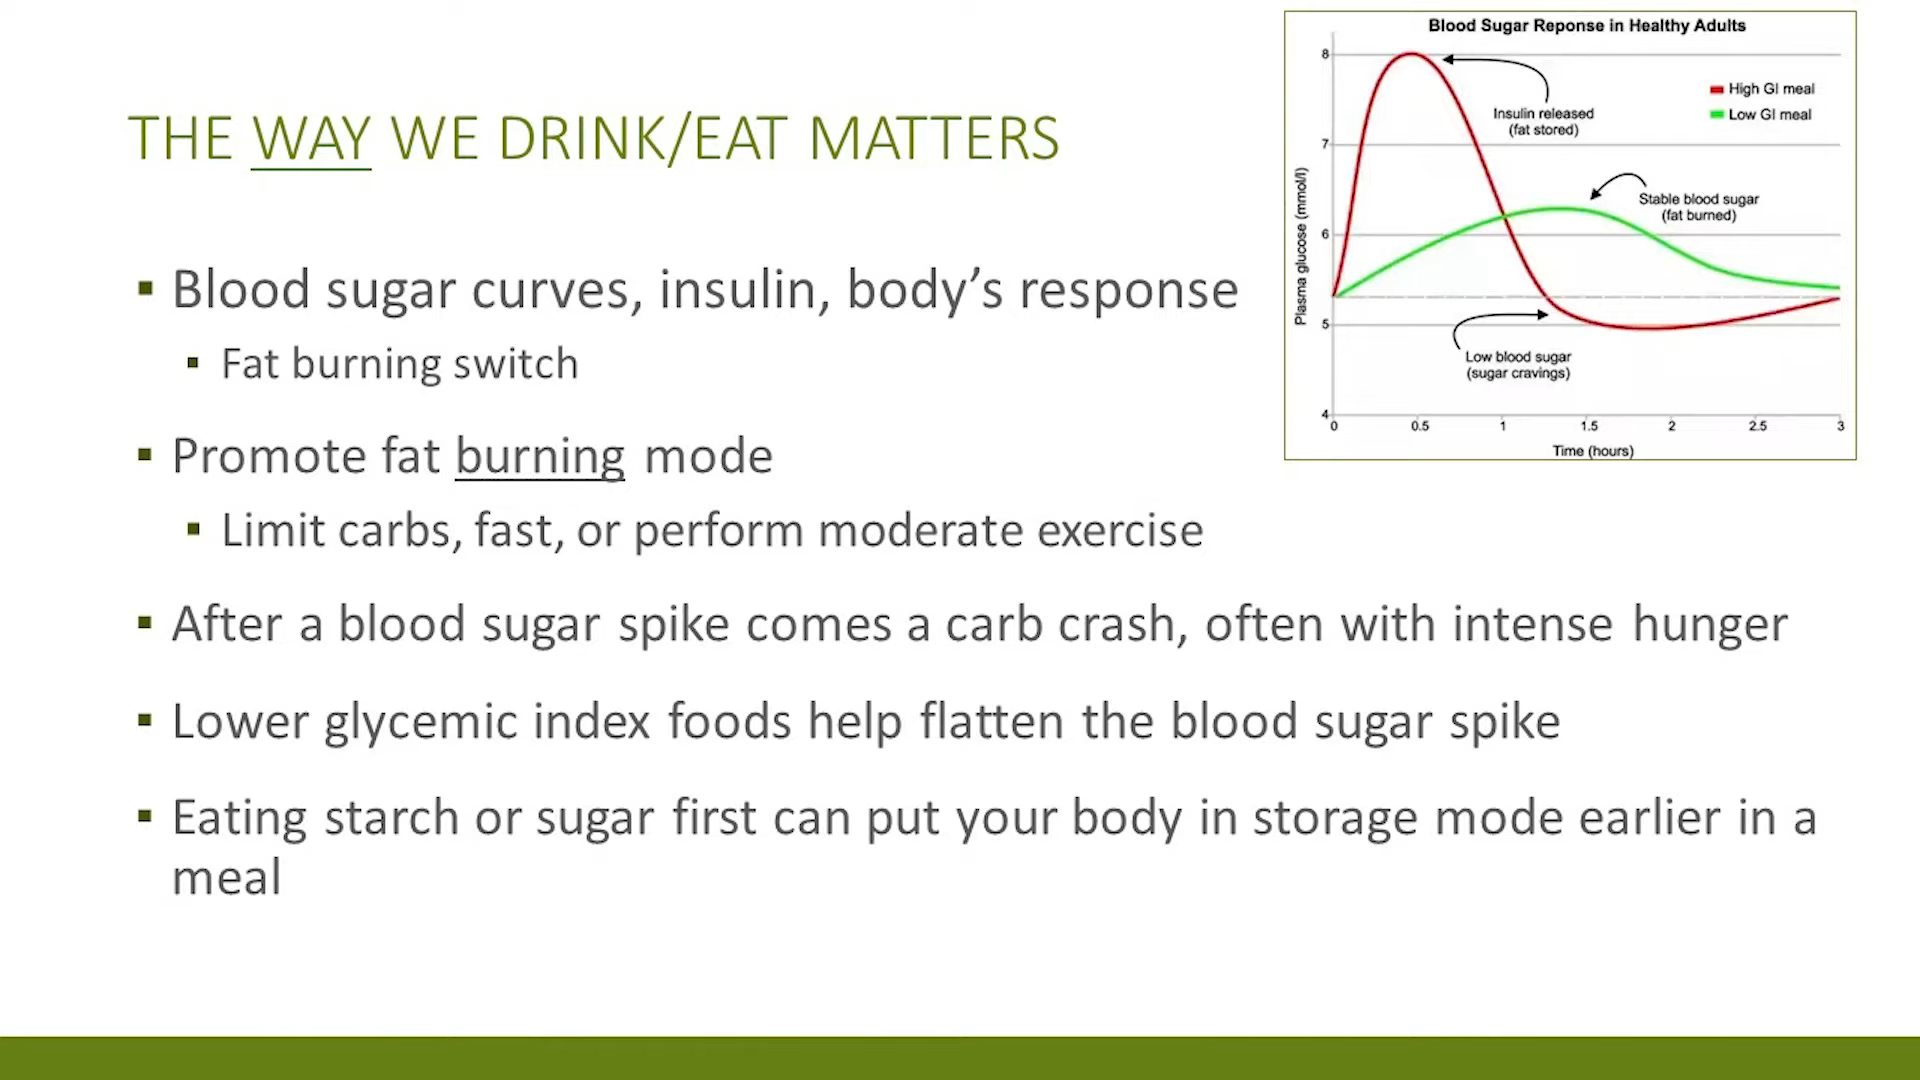 THE WAY WE DRINK/EAT MATTERS
Blood sugar curves, insulin, body’s response
Fat burning switch
Promote fat burning mode
Limit carbs, fast, or perform moderate exercise
After a blood sugar spike comes a carb crash, often with intense hunger
Lower glycemic index foods help flatten the blood sugar spike
Eating starch or sugar first can put your body in storage mode earlier in a
meal
Blood Sugar Reponse in Healthy Adults
High GI meal
Low GI meal
Insulin released
(fat stored)
Stable blood sugar
(fat burned)
Low blood sugar
(sugar cravings)
Plasma glucose (mmol/l)
8
7
6
5
4
0 0.5 1 1.5 2 2.5 3
Time (hours)